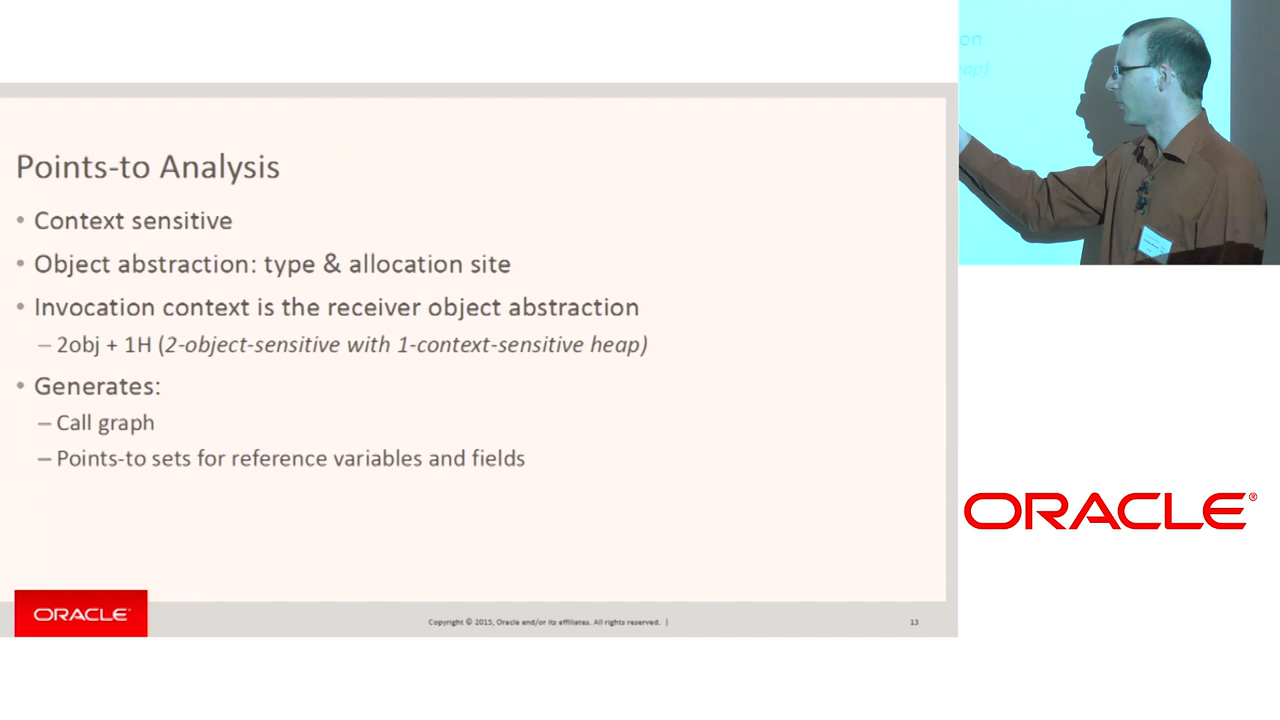 Points-to Analysis
• Context sensitive
• Object abstraction: type & allocation site
• Invocation context is the receiver object abstraction
– 2obj + 1H (2-object-sensitive with 1-context-sensitive heap)
• Generates:
– Call graph
– Points-to sets for reference variables and fields
ORACLE®
Copyright © 2015, Oracle and/or its affiliates. All rights reserved. |
13
on
eap)
ORACLE®